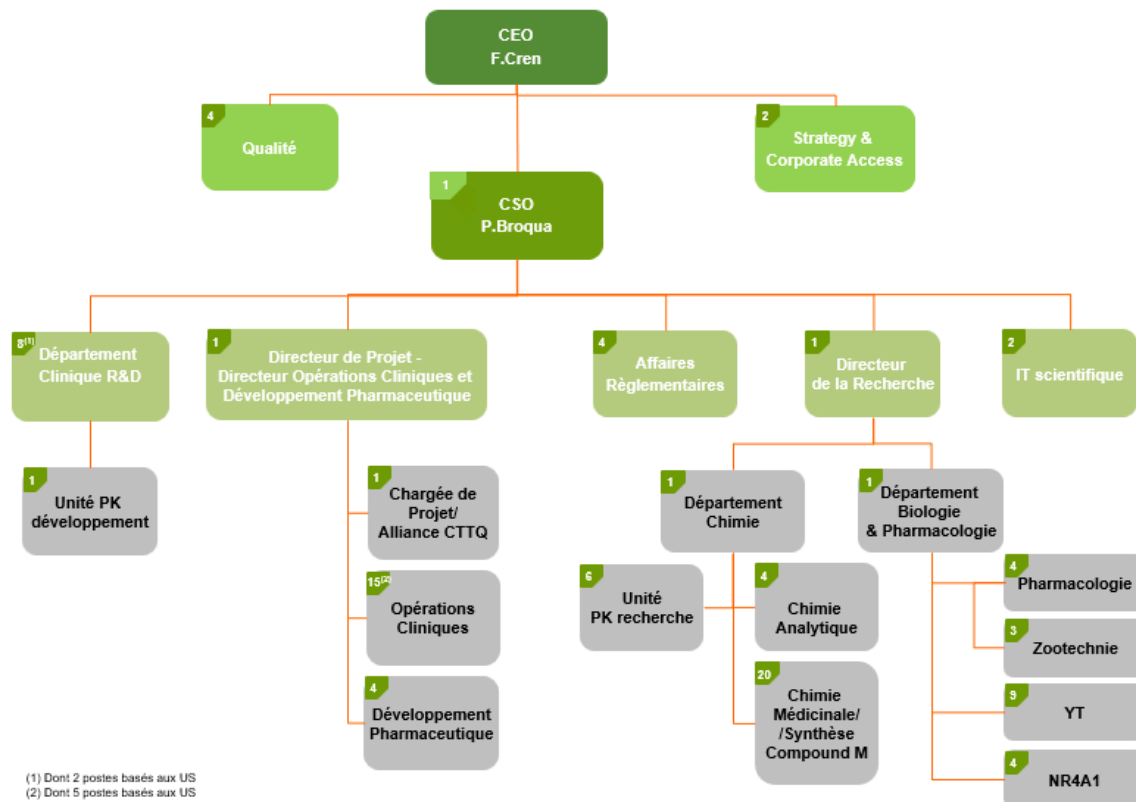 CEO
F.Cren
4
Qualité
2
Strategy &
Corporate Access
1
CSO
P.Broqua
8(1)
Département
Clinique R&D
1
Directeur de Projet -
Directeur Opérations Cliniques et
Développement Pharmaceutique
4
Affaires
Règlementaires
1
Directeur
de la Recherche
2
IT scientifique
1
Unité PK
développement
1
Chargée de
Projet/
Alliance CTTQ
15(2)
Opérations
Cliniques
4
Développement
Pharmaceutique
1
Département
Chimie
6
Unité
PK recherche
4
Chimie
Analytique
20
Chimie
Médicinale/
/Synthèse
Compound M
1
Département
Biologie
& Pharmacologie
4
Pharmacologie
3
Zootechnie
9
YT
4
NR4A1
(1) Dont 2 postes basés aux US
(2) Dont 5 postes basés aux US